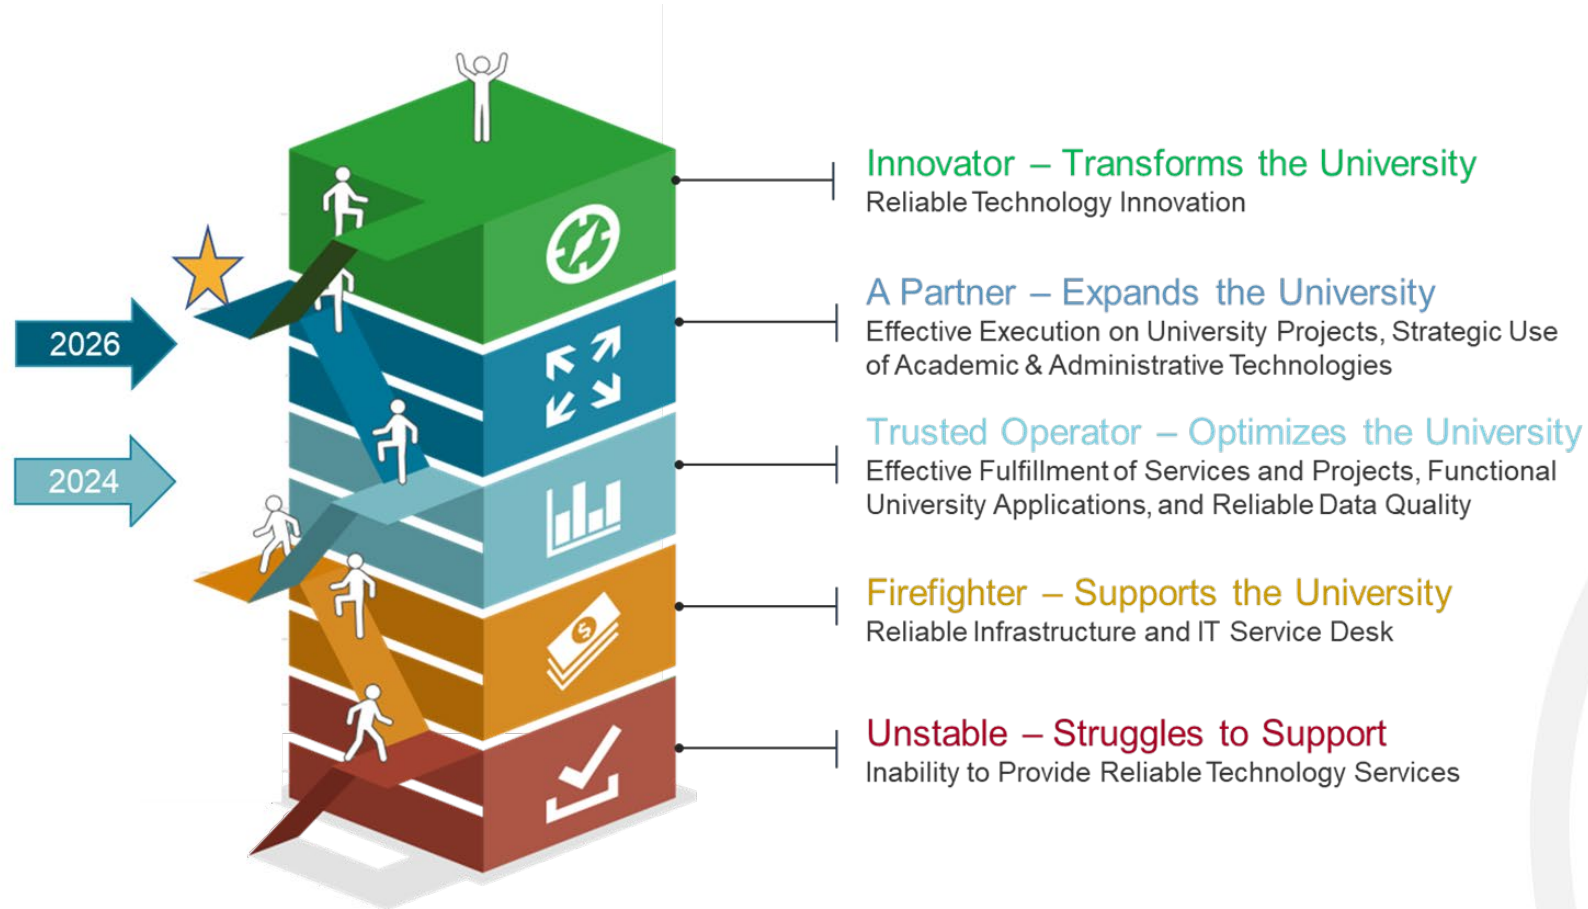 Innovator – Transforms the University
Reliable Technology Innovation
A Partner – Expands the University
Effective Execution on University Projects, Strategic Use
of Academic & Administrative Technologies
2026
Trusted Operator – Optimizes the University
Effective Fulfillment of Services and Projects, Functional
University Applications, and Reliable Data Quality
2024
Firefighter – Supports the University
Reliable Infrastructure and IT Service Desk
$
Unstable – Struggles to Support
Inability to Provide Reliable Technology Services